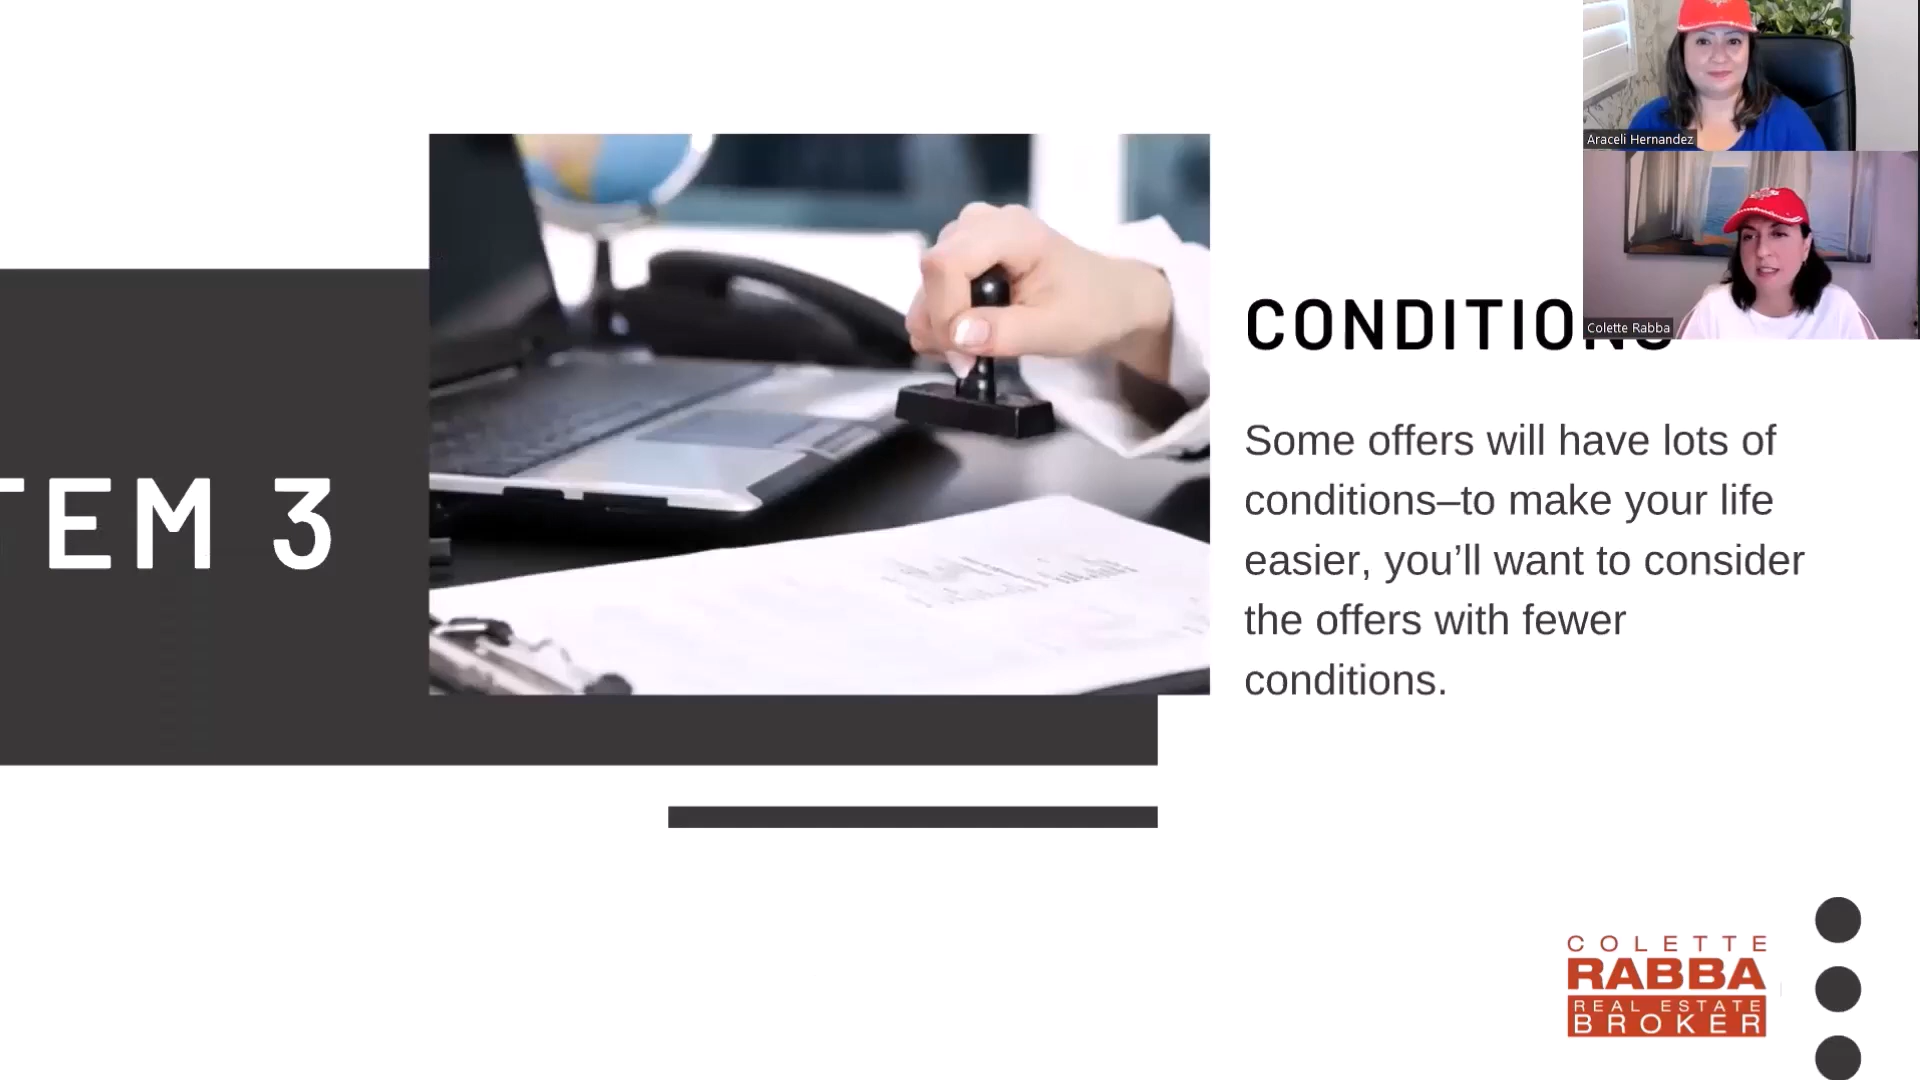 Araceli Hernandez
Colette Rabba
TEM 3
CONDITIONS
Some offers will have lots of
conditions–to make your life
easier, you’ll want to consider
the offers with fewer
conditions.
COLETTE
RABBA
REAL ESTATE
BROKER